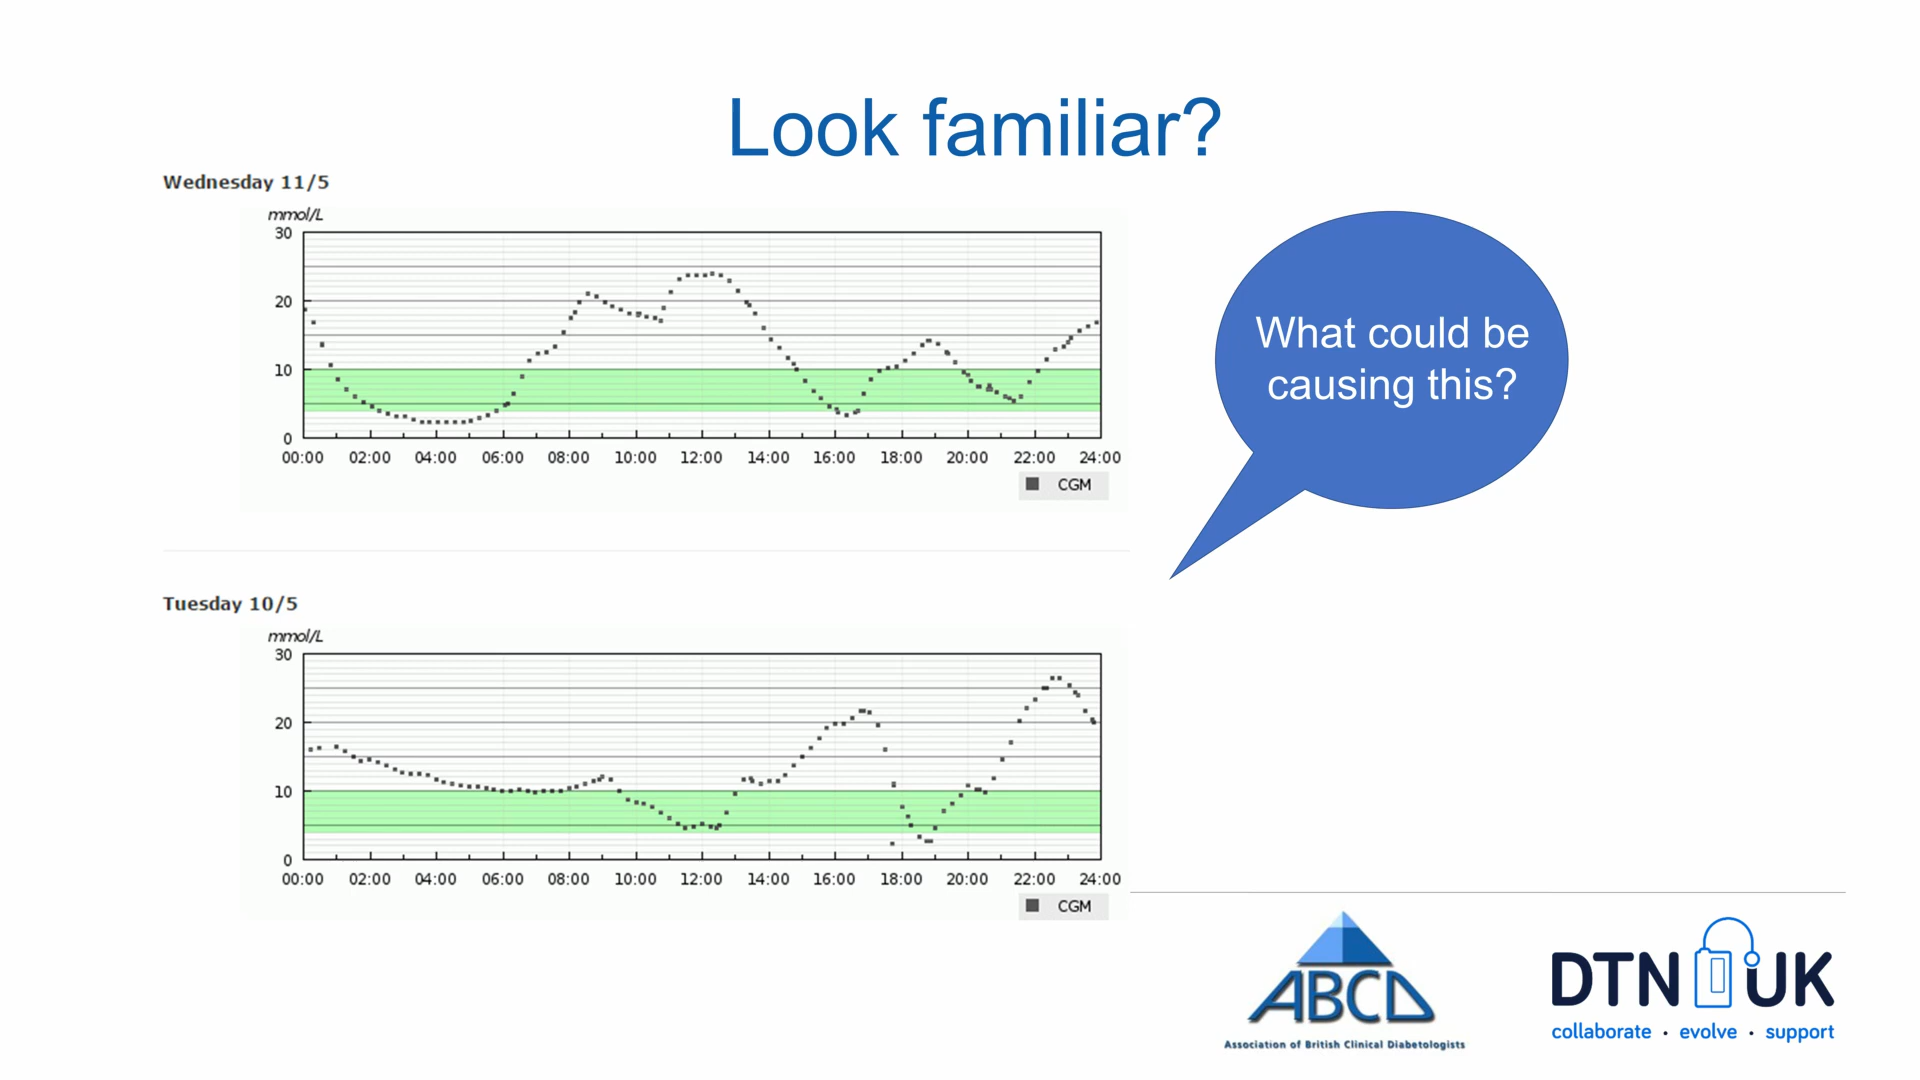 Look familiar?
Wednesday 11/5
mmol/L
30
20
10
0
00:00 02:00 04:00 06:00 08:00 10:00 12:00 14:00 16:00 18:00 20:00 22:00 24:00
CGM
What could be
causing this?
Tuesday 10/5
mmol/L
30
20
10
0
00:00 02:00 04:00 06:00 08:00 10:00 12:00 14:00 16:00 18:00 20:00 22:00 24:00
CGM
ABCD
Association of British Clinical Diabetologists
DTN UK
collaborate · evolve · support